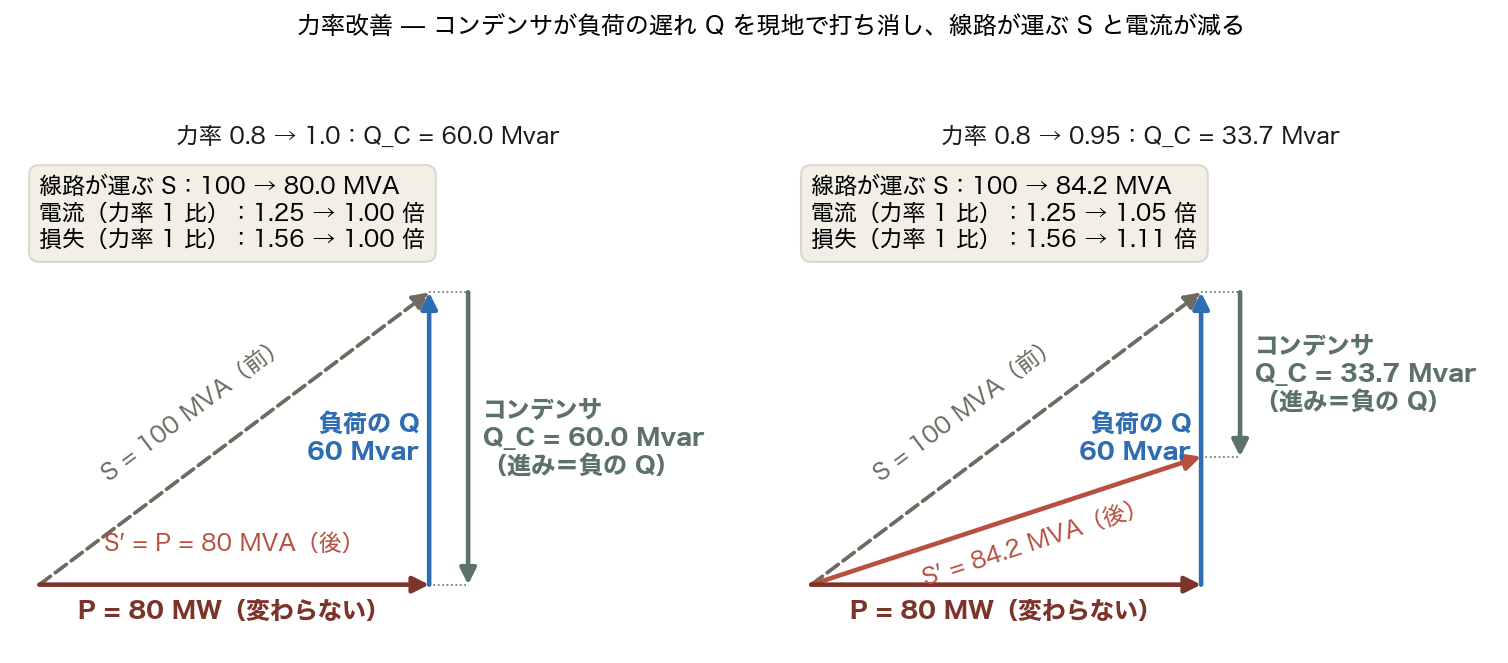 力率改善 — コンデンサが負荷の遅れ Q を現地で打ち消し、線路が運ぶ S と電流が減る
力率 0.8 → 1.0：Q_C = 60.0 Mvar
線路が運ぶ S：100 → 80.0 MVA
電流（力率 1 比）：1.25 → 1.00 倍
損失（力率 1 比）：1.56 → 1.00 倍
S = 100 MVA（前）
負荷の Q
60 Mvar
コンデンサ
Q_C = 60.0 Mvar
（進み＝負の Q）
S′ = P = 80 MVA（後）
P = 80 MW（変わらない）
力率 0.8 → 0.95：Q_C = 33.7 Mvar
線路が運ぶ S：100 → 84.2 MVA
電流（力率 1 比）：1.25 → 1.05 倍
損失（力率 1 比）：1.56 → 1.11 倍
S = 100 MVA（前）
負荷の Q
60 Mvar
コンデンサ
Q_C = 33.7 Mvar
（進み＝負の Q）
S′ = 84.2 MVA（後）
P = 80 MW（変わらない）